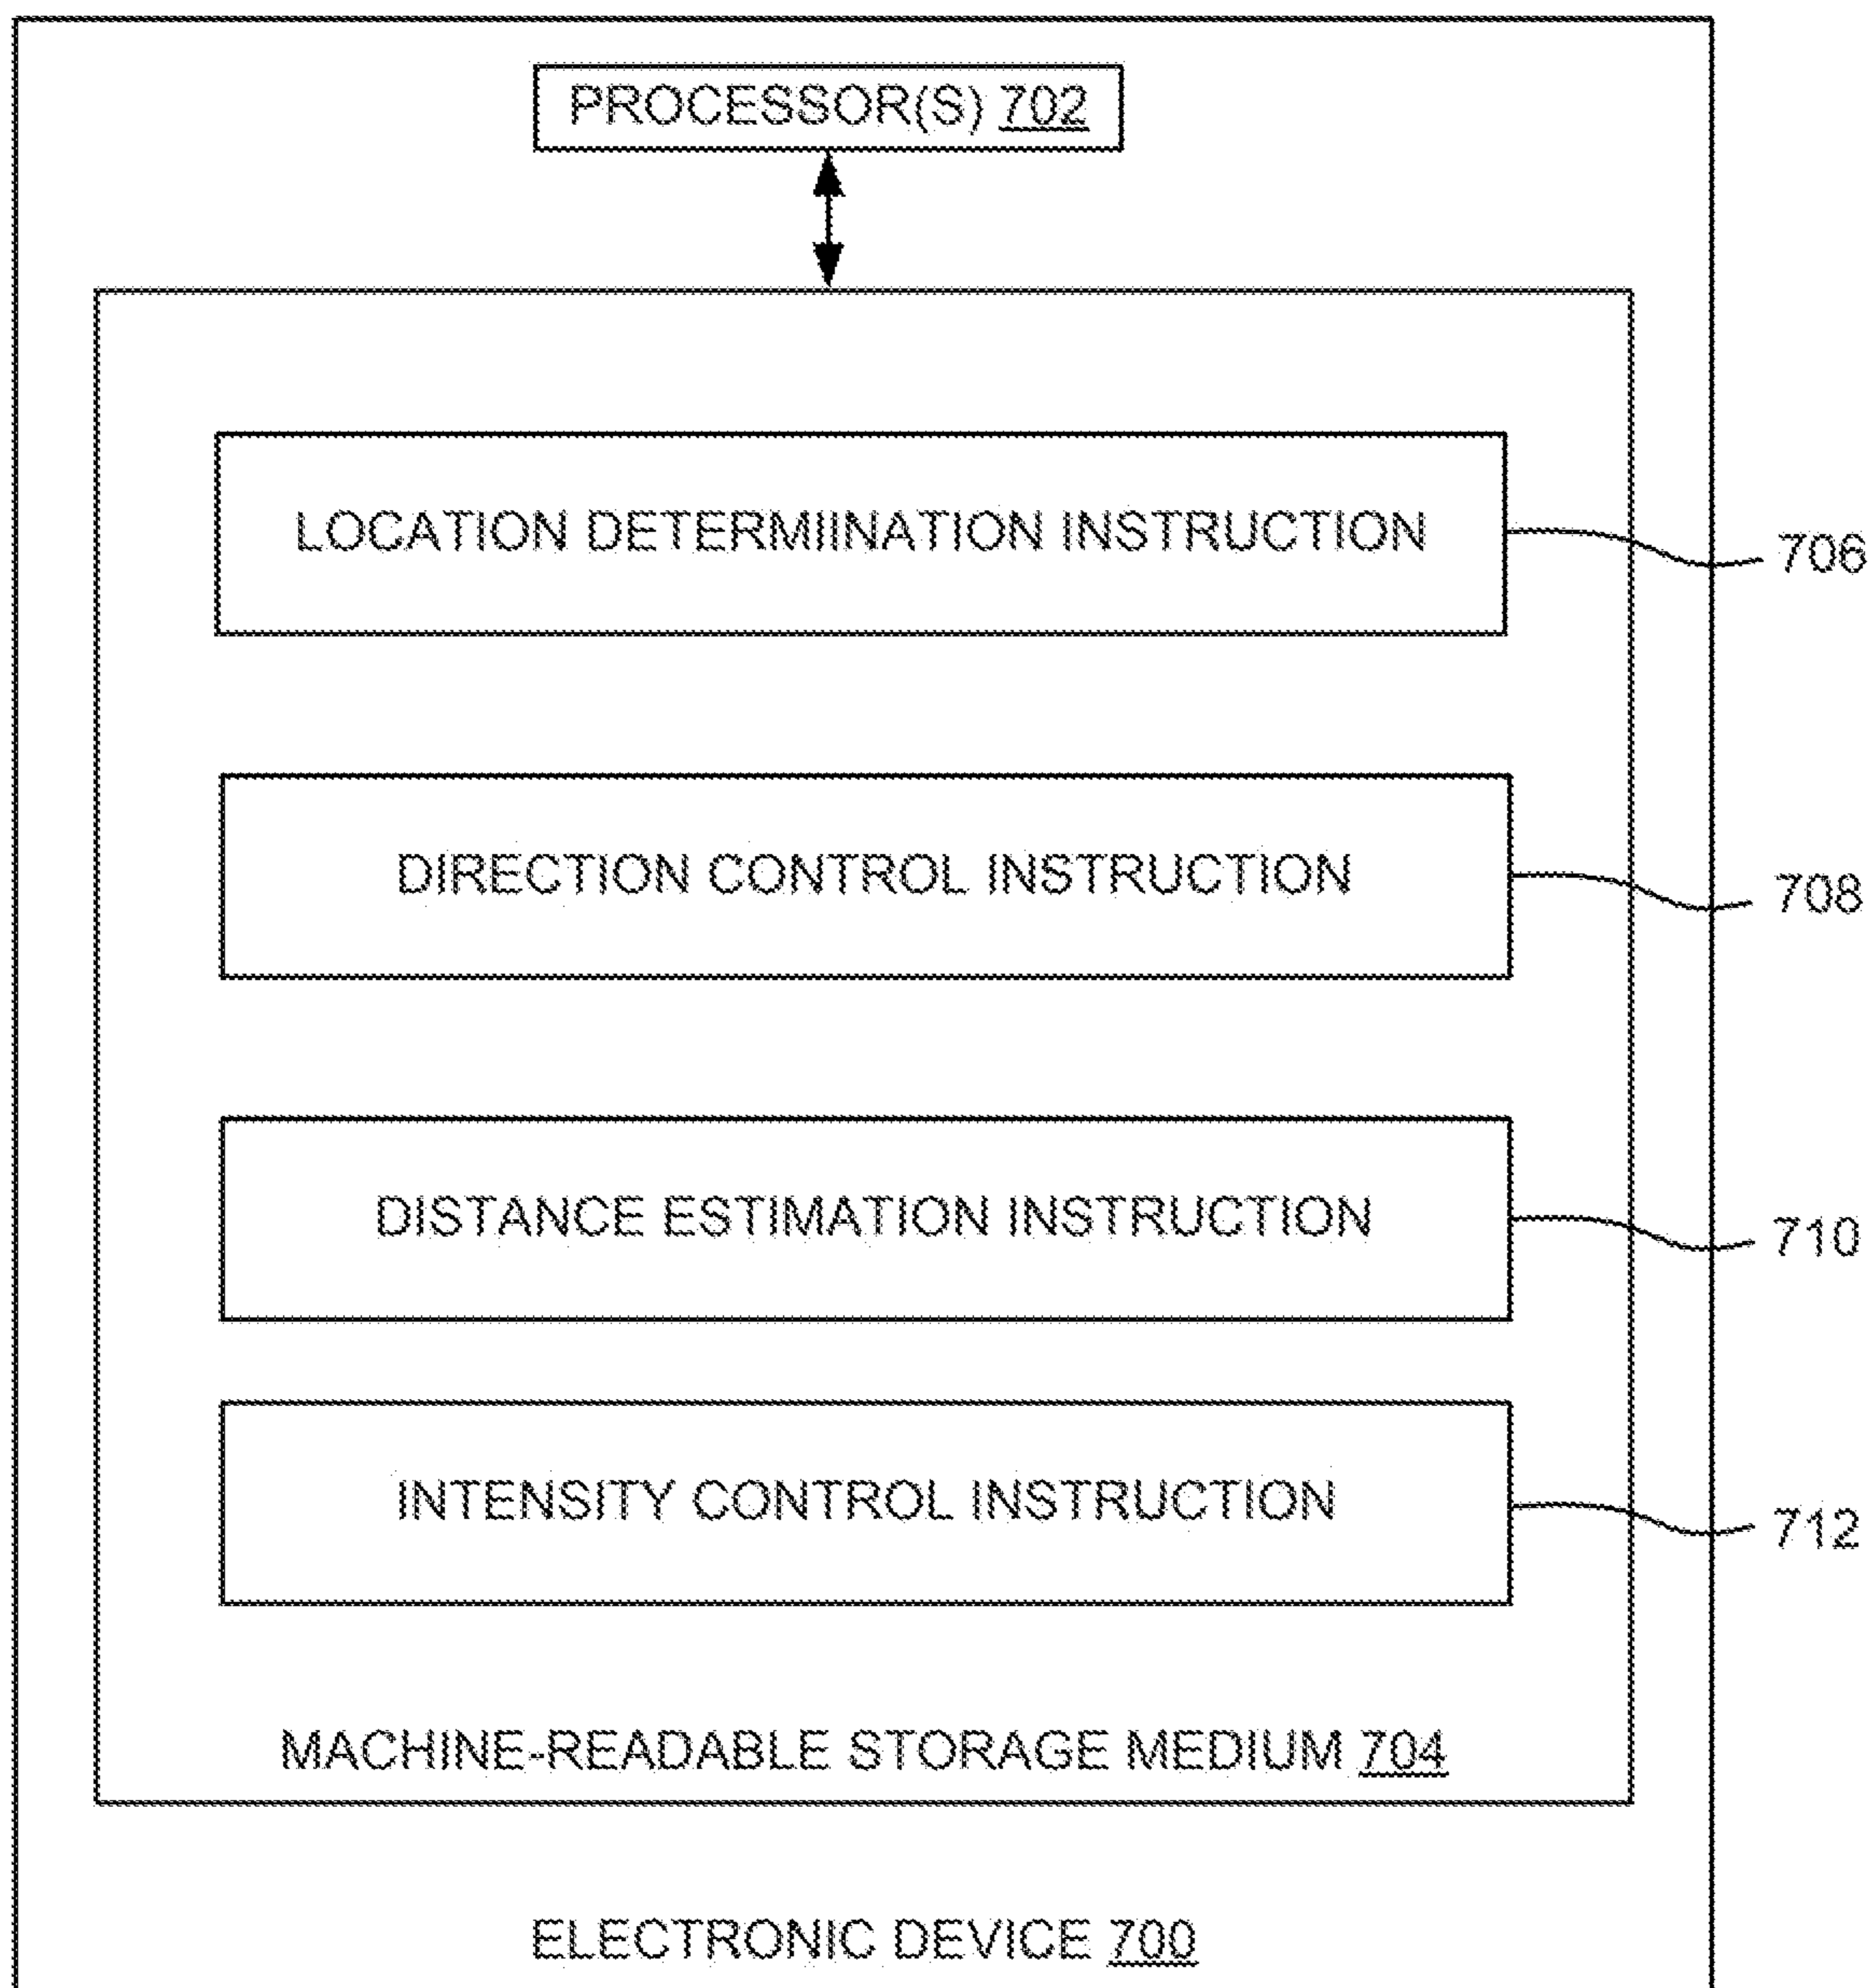 PROCESSOR(S) 702
LOCATION DETERMIINATION INSTRUCTION
706
DIRECTION CONTROL INSTRUCTION
708
DISTANCE ESTIMATION INSTRUCTION
710
INTENSITY CONTROL INSTRUCTION
712
MACHINE-READABLE STORAGE MEDIUM 704
ELECTRONIC DEVICE 700